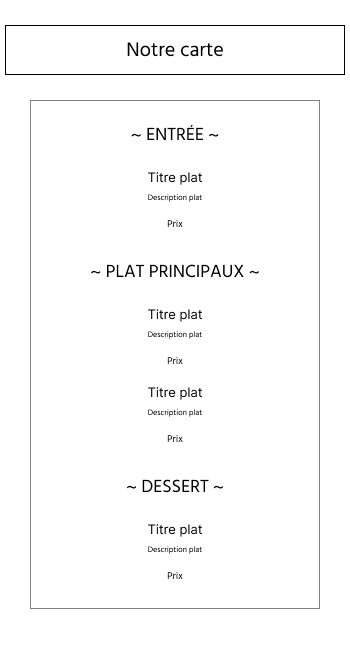 Notre carte
~ ENTRÉE ~
Titre plat
Description plat
Prix
~ PLAT PRINCIPAUX ~
Titre plat
Description plat
Prix
Titre plat
Description plat
Prix
~ DESSERT ~
Titre plat
Description plat
Prix